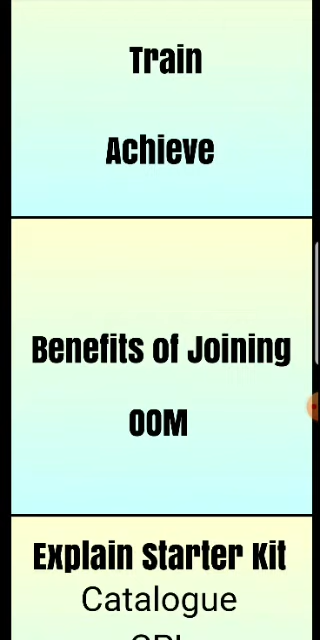 Train
Achieve
Benefits of Joining
OOM
Explain Starter Kit
Catalogue